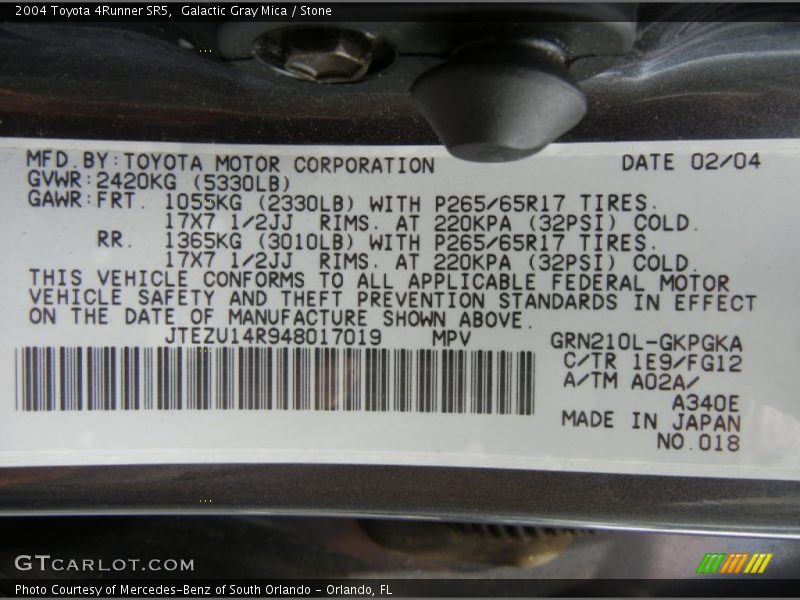 2004 Toyota 4Runner SR5,  Galactic Gray Mica / Stone
MFD.BY:TOYOTA MOTOR CORPORATION DATE 02/04
GVWR:2420KG (5330LB)
GAWR:FRT. 1055KG (2330LB) WITH P265/65R17 TIRES.
17X7 1/2JJ RIMS. AT 220KPA (32PSI) COLD.
RR. 1365KG (3010LB) WITH P265/65R17 TIRES.
17X7 1/2JJ RIMS. AT 220KPA (32PSI) COLD.
THIS VEHICLE CONFORMS TO ALL APPLICABLE FEDERAL MOTOR
VEHICLE SAFETY AND THEFT PREVENTION STANDARDS IN EFFECT
ON THE DATE OF MANUFACTURE SHOWN ABOVE.
JTEZU14R948017019 MPV GRN210L-GKPGKA
C/TR 1E9/FG12
A/TM A02A/
A340E
MADE IN JAPAN
NO.018
GTCARLOT.COM
Photo Courtesy of Mercedes-Benz of South Orlando - Orlando, FL